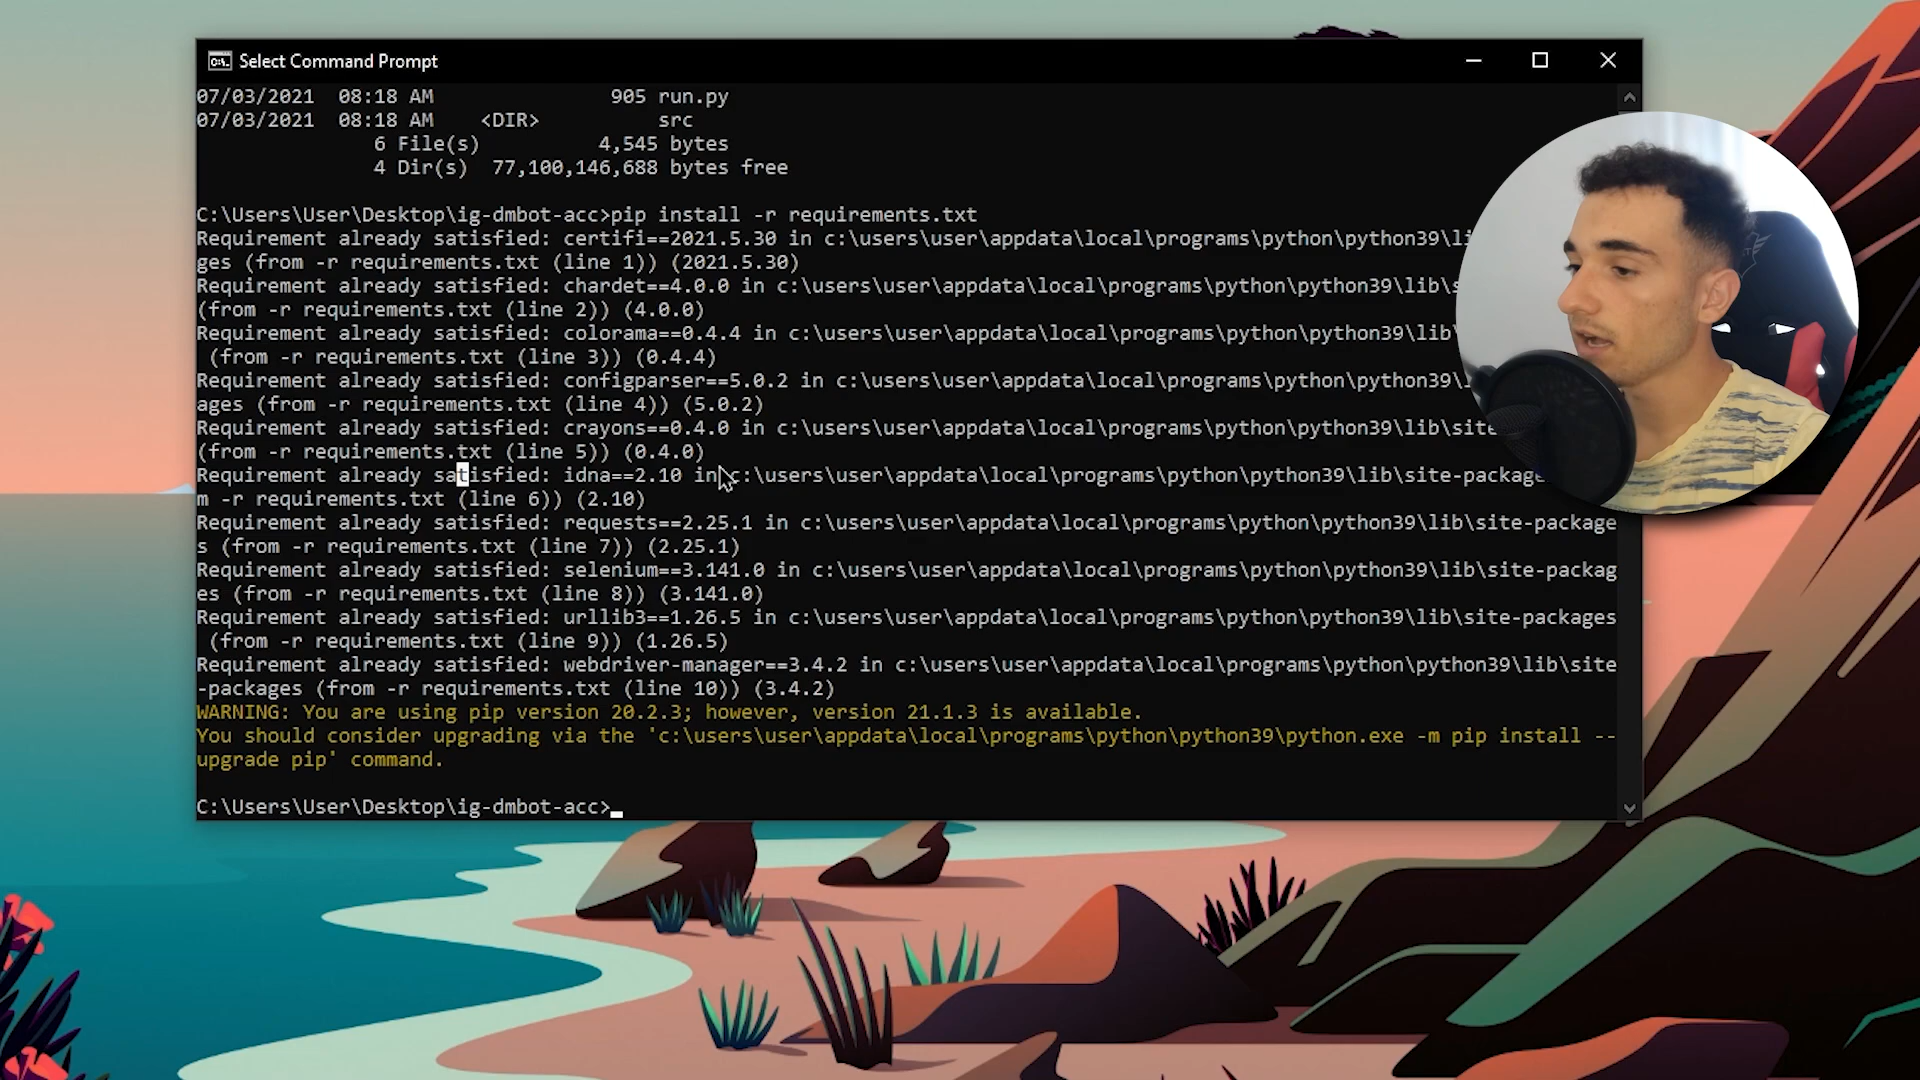 Select Command Prompt
07/03/2021  08:18 AM               905 run.py
07/03/2021  08:18 AM    <DIR>          src
6 File(s)          4,545 bytes
4 Dir(s)  77,100,146,688 bytes free
C:\Users\User\Desktop\ig-dmbot-acc>pip install -r requirements.txt
Requirement already satisfied: certifi==2021.5.30 in c:\users\user\appdata\local\programs\python\python39\li
ges (from -r requirements.txt (line 1)) (2021.5.30)
Requirement already satisfied: chardet==4.0.0 in c:\users\user\appdata\local\programs\python\python39\lib\s
(from -r requirements.txt (line 2)) (4.0.0)
Requirement already satisfied: colorama==0.4.4 in c:\users\user\appdata\local\programs\python\python39\lib
(from -r requirements.txt (line 3)) (0.4.4)
Requirement already satisfied: configparser==5.0.2 in c:\users\user\appdata\local\programs\python\python39\l
ages (from -r requirements.txt (line 4)) (5.0.2)
Requirement already satisfied: crayons==0.4.0 in c:\users\user\appdata\local\programs\python\python39\lib\site
(from -r requirements.txt (line 5)) (0.4.0)
Requirement already satisfied: idna==2.10 in c:\users\user\appdata\local\programs\python\python39\lib\site-package
m -r requirements.txt (line 6)) (2.10)
Requirement already satisfied: requests==2.25.1 in c:\users\user\appdata\local\programs\python\python39\lib\site-package
s (from -r requirements.txt (line 7)) (2.25.1)
Requirement already satisfied: selenium==3.141.0 in c:\users\user\appdata\local\programs\python\python39\lib\site-packag
es (from -r requirements.txt (line 8)) (3.141.0)
Requirement already satisfied: urllib3==1.26.5 in c:\users\user\appdata\local\programs\python\python39\lib\site-packages
(from -r requirements.txt (line 9)) (1.26.5)
Requirement already satisfied: webdriver-manager==3.4.2 in c:\users\user\appdata\local\programs\python\python39\lib\site
-packages (from -r requirements.txt (line 10)) (3.4.2)
WARNING: You are using pip version 20.2.3; however, version 21.1.3 is available.
You should consider upgrading via the 'c:\users\user\appdata\local\programs\python\python39\python.exe -m pip install --
upgrade pip' command.
C:\Users\User\Desktop\ig-dmbot-acc>